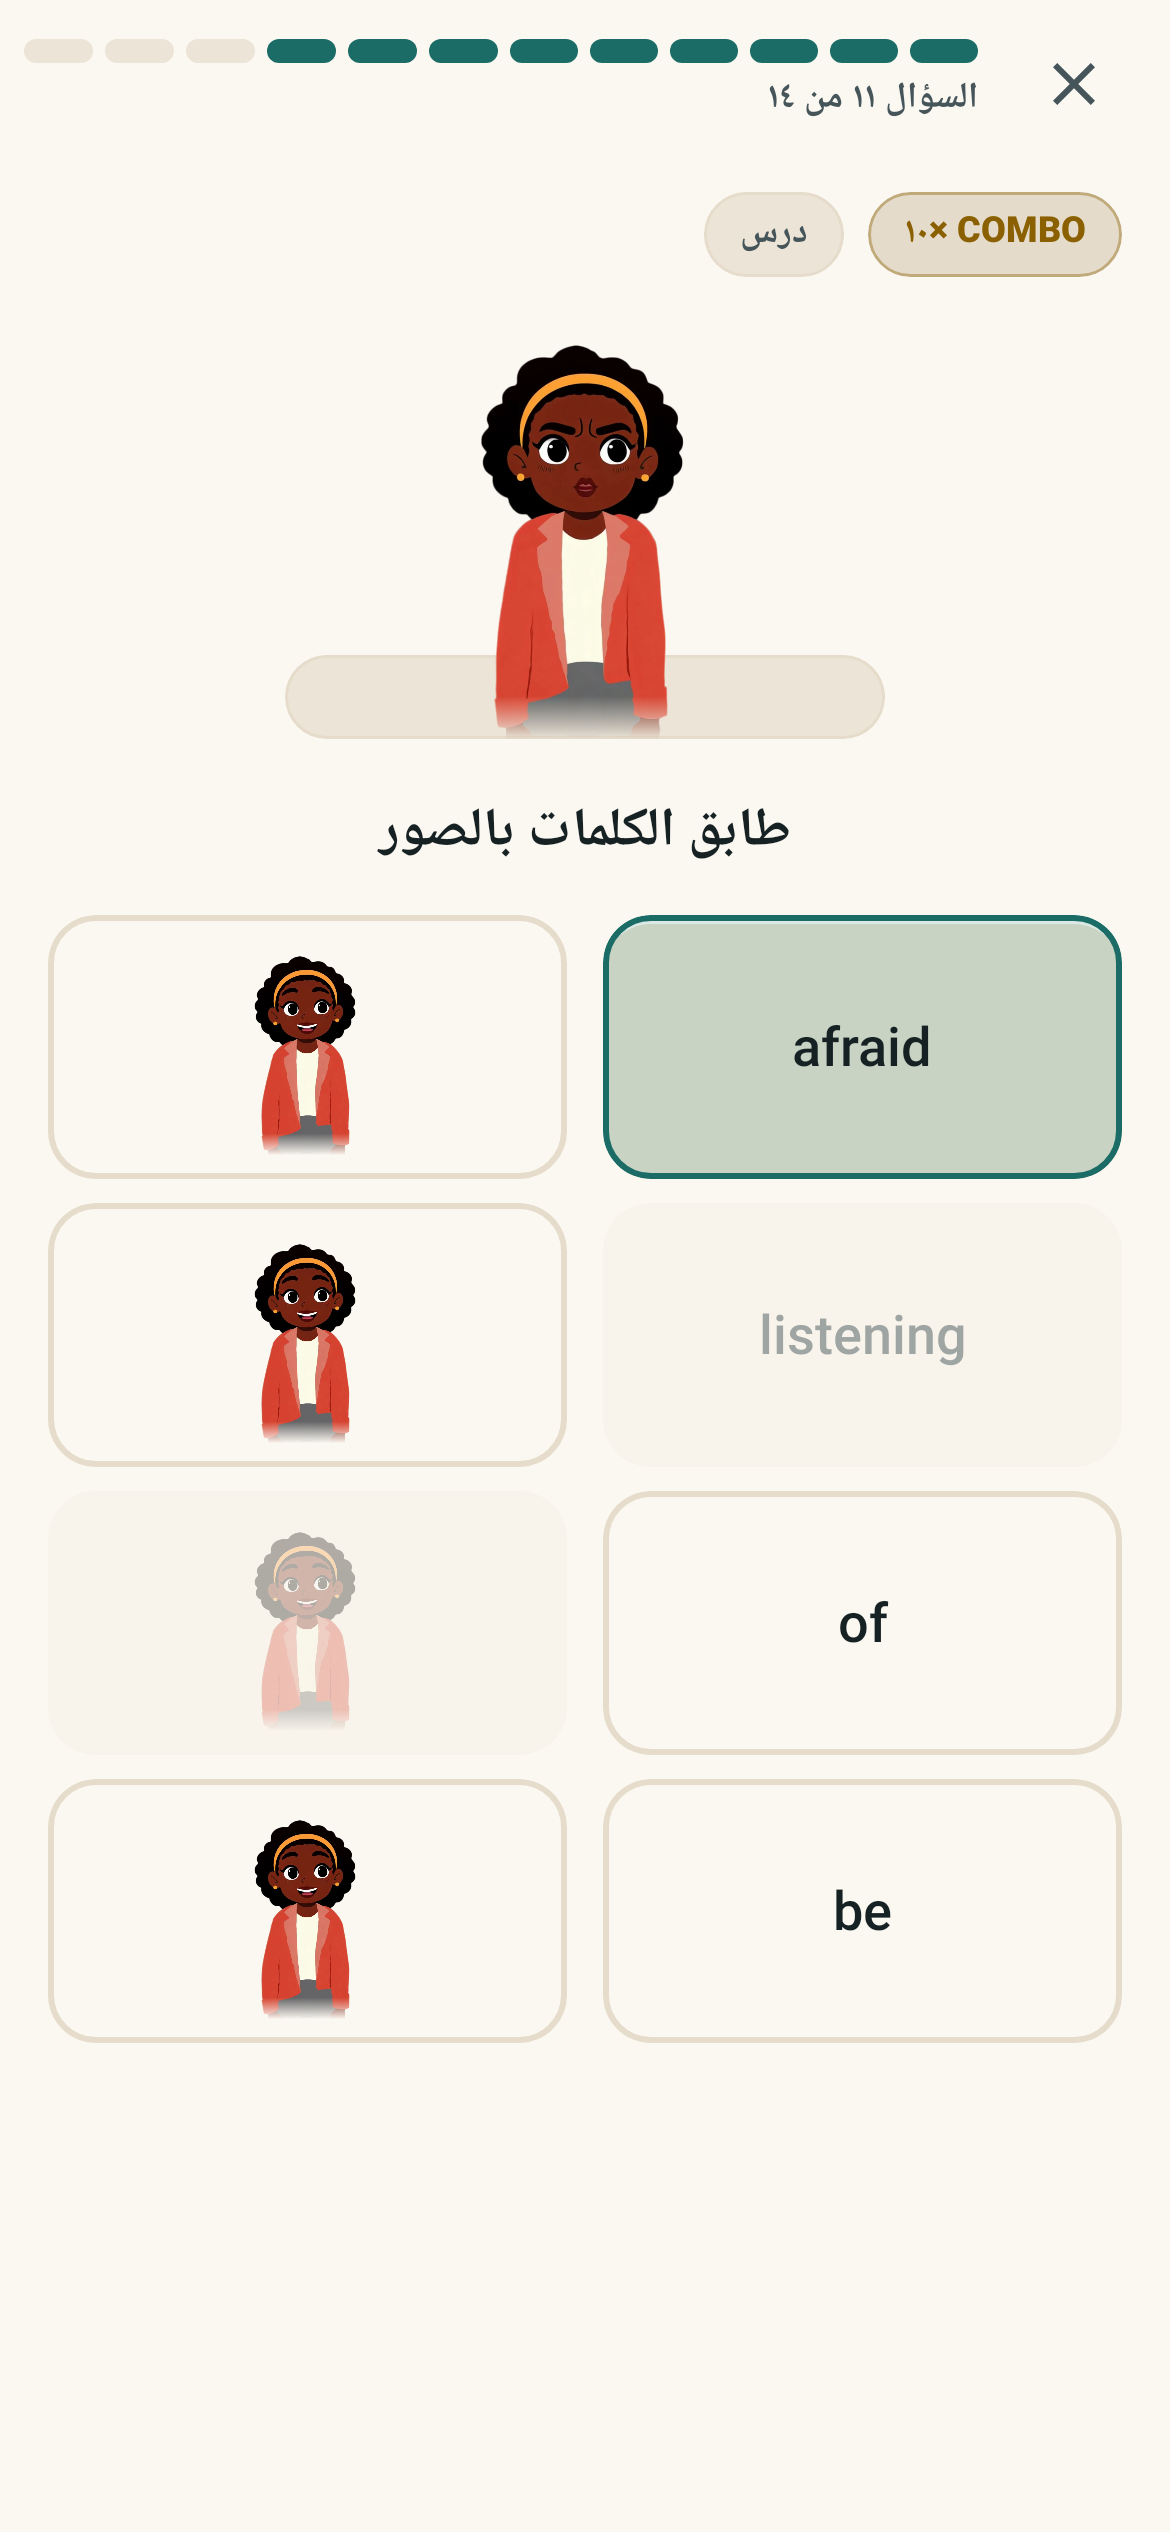 السؤال ١١ من ١٤
COMBO ×١٠
درس
طابق الكلمات بالصور
afraid
listening
of
be